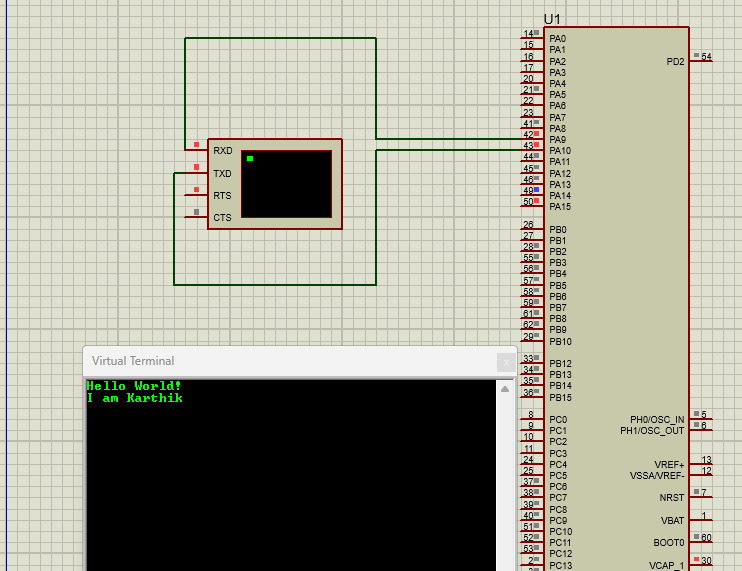 U1
RXD
TXD
RTS
CTS
14 PA0
15 PA1
16 PA2
17 PA3
20 PA4
21 PA5
22 PA6
23 PA7
41 PA8
42 PA9
43 PA10
44 PA11
45 PA12
46 PA13
49 PA14
50 PA15
26 PB0
27 PB1
28 PB2
55 PB3
56 PB4
57 PB5
58 PB6
59 PB7
61 PB8
62 PB9
29 PB10
33 PB12
34 PB13
35 PB14
36 PB15
8 PC0
9 PC1
10 PC2
11 PC3
24 PC4
25 PC5
37 PC6
38 PC7
39 PC8
40 PC9
51 PC10
52 PC11
53 PC12
PC13
PD2 54
PH0/OSC_IN 5
PH1/OSC_OUT 6
VREF+ 13
VSSA/VREF- 12
NRST 7
VBAT 1
BOOT0 60
VCAP_1 30
Virtual Terminal
Hello World!
I am Karthik